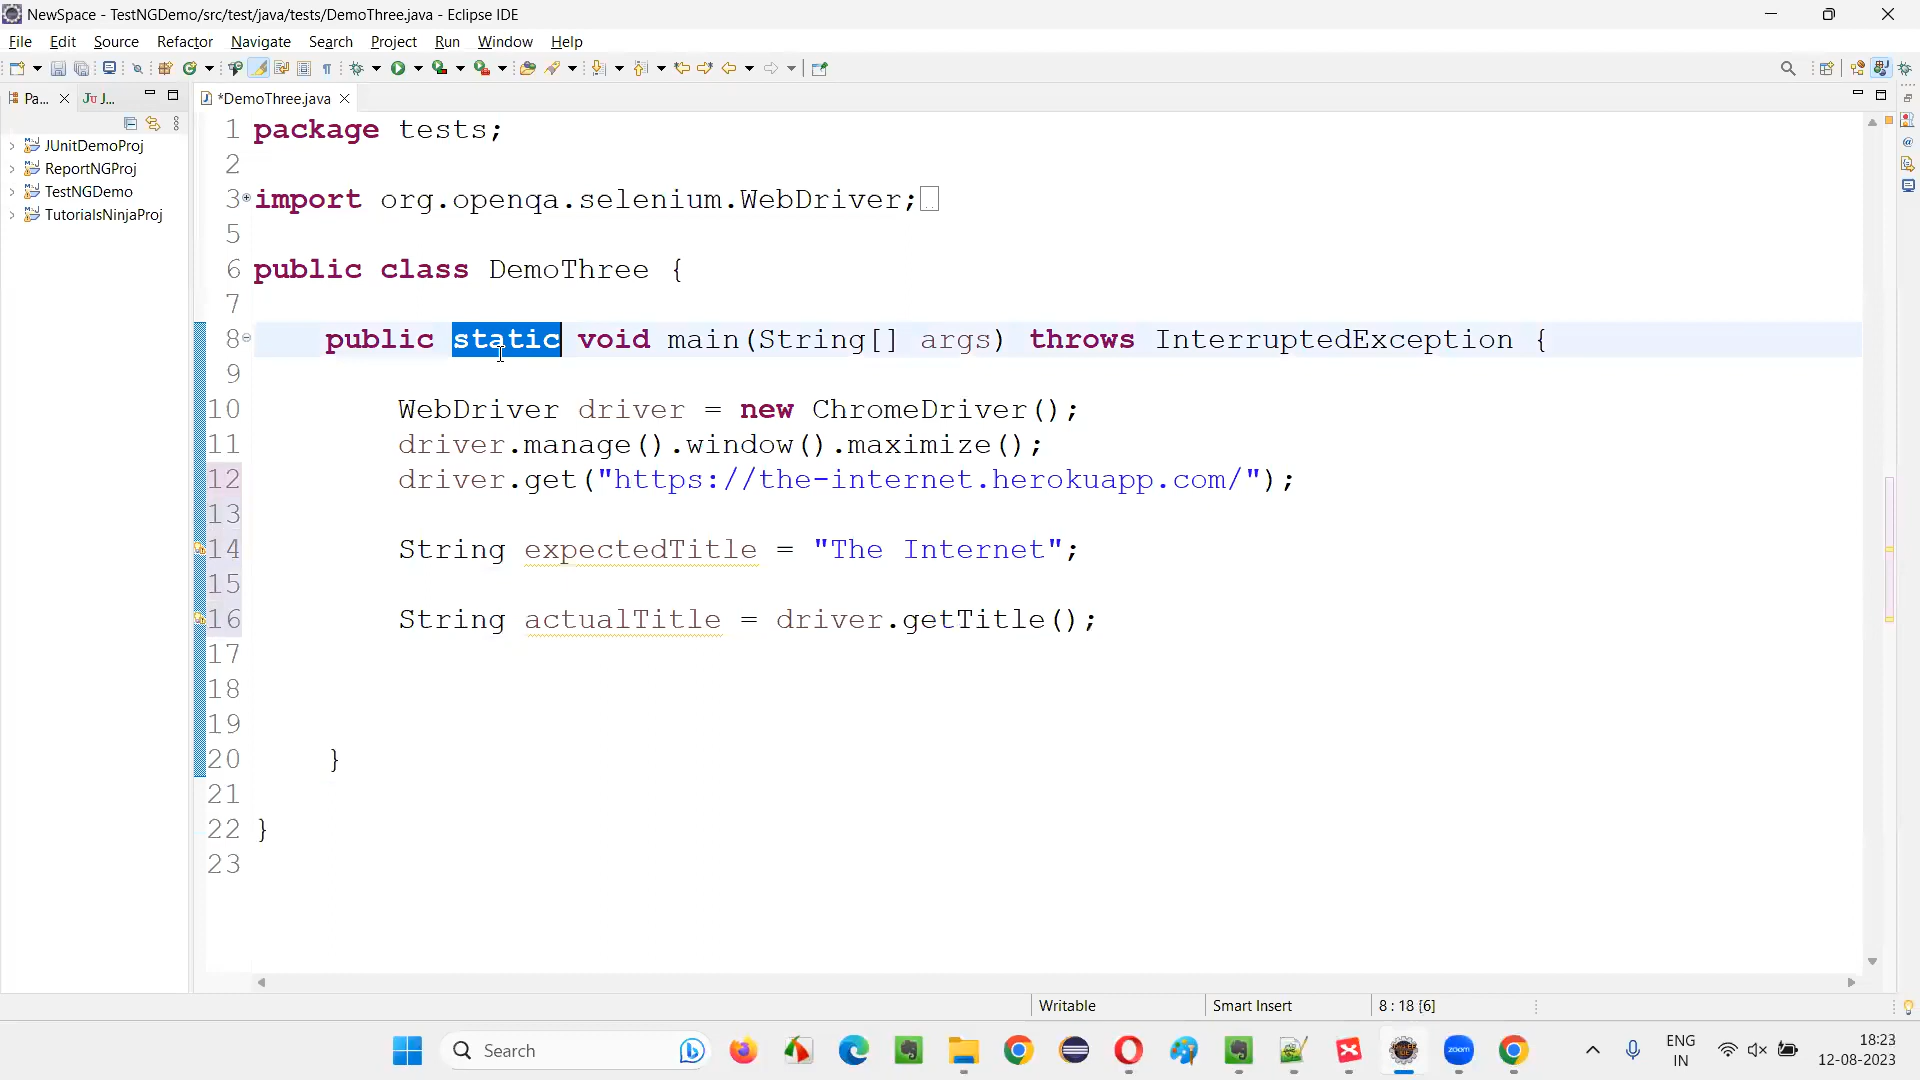 NewSpace - TestNGDemo/src/test/java/tests/DemoThree.java - Eclipse IDE
File Edit Source Refactor Navigate Search Project Run Window Help
Pa... Ju J... *DemoThree.java
JUnitDemoProj
ReportNGProj
TestNGDemo
TutorialsNinjaProj
1 package tests;
2
3 import org.openqa.selenium.WebDriver;
5
6 public class DemoThree {
7
8 public static void main(String[] args) throws InterruptedException {
9
10 WebDriver driver = new ChromeDriver();
11 driver.manage().window().maximize();
12 driver.get("https://the-internet.herokuapp.com/");
13
14 String expectedTitle = "The Internet";
15
16 String actualTitle = driver.getTitle();
17
18
19
20 }
21
22 }
23
Writable Smart Insert 8 : 18 [6]
Search zoom ENG 18:23
IN 12-08-2023